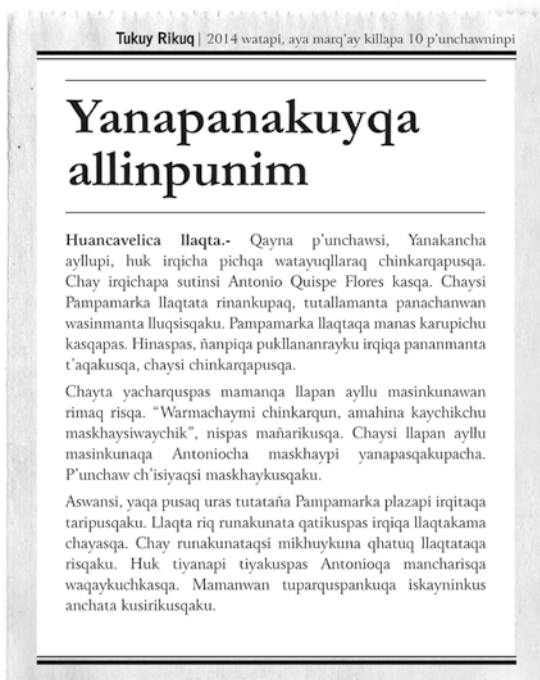 Tukuy Rikuq | 2014 watapi, aya marq’ay killapa 10 p’unchawninpi
Yanapanakuyqa
allinpunim
Huancavelica llaqta.- Qayna p’unchawsi, Yanakancha
ayllupi, huk irqicha pichqa watayuqllaraq chinkarqapusqa.
Chay irqichapa sutinsi Antonio Quispe Flores kasqa. Chaysi
Pampamarka llaqtata rinankupaq, tutallamanta panachanwan
wasinmanta lluqsisqaku. Pampamarka llaqtaqa manas karupichu
kasqapas. Hinaspas, ñanpiqa pukllananrayku irqiqa pananmanta
t’aqakusqa, chaysi chinkarqapusqa.
Chayta yacharquspas mamanqa llapan ayllu masinkunawan
rimaq risqa. “Warmachaymi chinkarqun, amahina kaychikchu
maskhaysiwaychik”, nispas mañarikusqa. Chaysi llapan ayllu
masinkunaqa Antoniocha maskhaypi yanapasqakupacha.
P’unchaw ch’isiyaqsi maskhaykusqaku.
Aswansi, yaqa pusaq uras tutataña Pampamarka plazapi irqitaqa
taripusqaku. Llaqta riq runakunata qatikuspas irqiqa llaqtakama
chayasqa. Chay runakunataqsi mikhuykuna qhatuq llaqtataqa
risqaku. Huk tiyanapi tiyakuspas Antonioqa mancharisqa
waqaykuchkasqa. Mamanwan tuparquspankuqa iskayninkus
anchata kusirikusqaku.